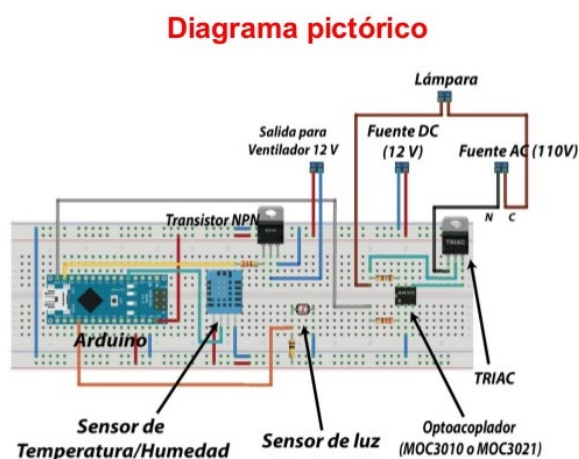 Diagrama pictórico
Lámpara
Salida para
Ventilador 12 V
Fuente DC
(12 V)
Fuente AC (110V)
N
C
Transistor NPN
TRIAC
Arduino
TRIAC
Sensor de
Temperatura/Humedad
Sensor de luz
Optoacoplador
(MOC3010 o MOC3021)